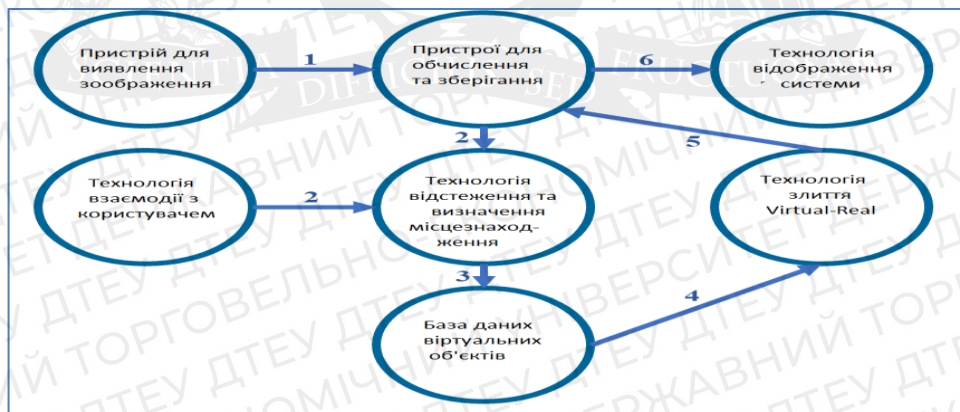 Пристрій для
виявлення
зоображення
1
Пристрої для
обчислення
та зберігання
6
Технологія
відображення
системи
2
5
Технологія
взаємодії з
користувачем
2
Технологія
відстеження та
визначення
місцезнаход-
ження
Технологія
злиття
Virtual-Real
3
4
База даних
віртуальних
об'єктів